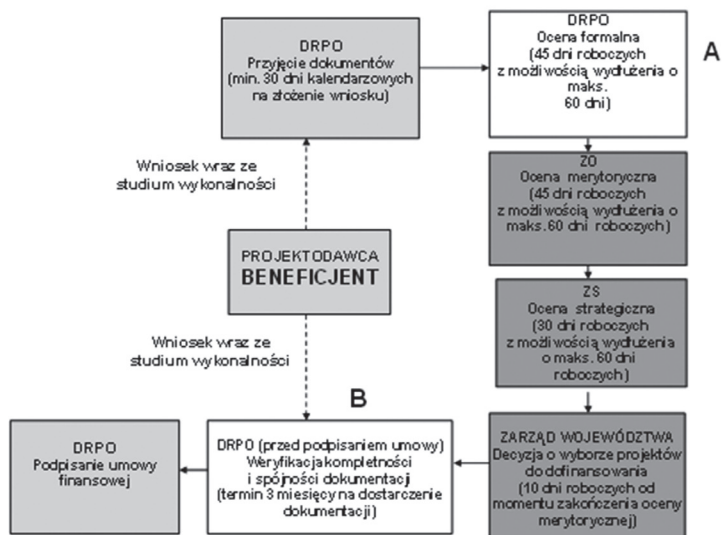 DRPO
Przyjęcie dokumentów
(min. 30 dni kalendarzowych
na złożenie wniosku)
DRPO
Ocena formalna
(45 dni roboczych
z możliwością wydłużenia o
maks.
60 dni)
A
Wniosek wraz ze
studium wykonalności
ZO
Ocena merytoryczna
(45 dni roboczych
z możliwością wydłużenia o
maks. 60 dni roboczych)
PROJEKTODAWCA
BENEFICJENT
ZS
Ocena strategiczna
(30 dni roboczych
z możliwością wydłużenia
o maks. 60 dni
roboczych)
Wniosek wraz ze
studium wykonalności
B
DRPO
Podpisanie umowy
finansowej
DRPO (przed podpisaniem umowy)
Weryfikacja kompletności
i spójności dokumentacji
(termin 3 miesięcy na dostarczenie
dokumentacji)
ZARZĄD WOJEWÓDZTWA
Decyzja o wyborze projektów
do dofinansowania
(10 dni roboczych od
momentu zakończenia oceny
merytorycznej)